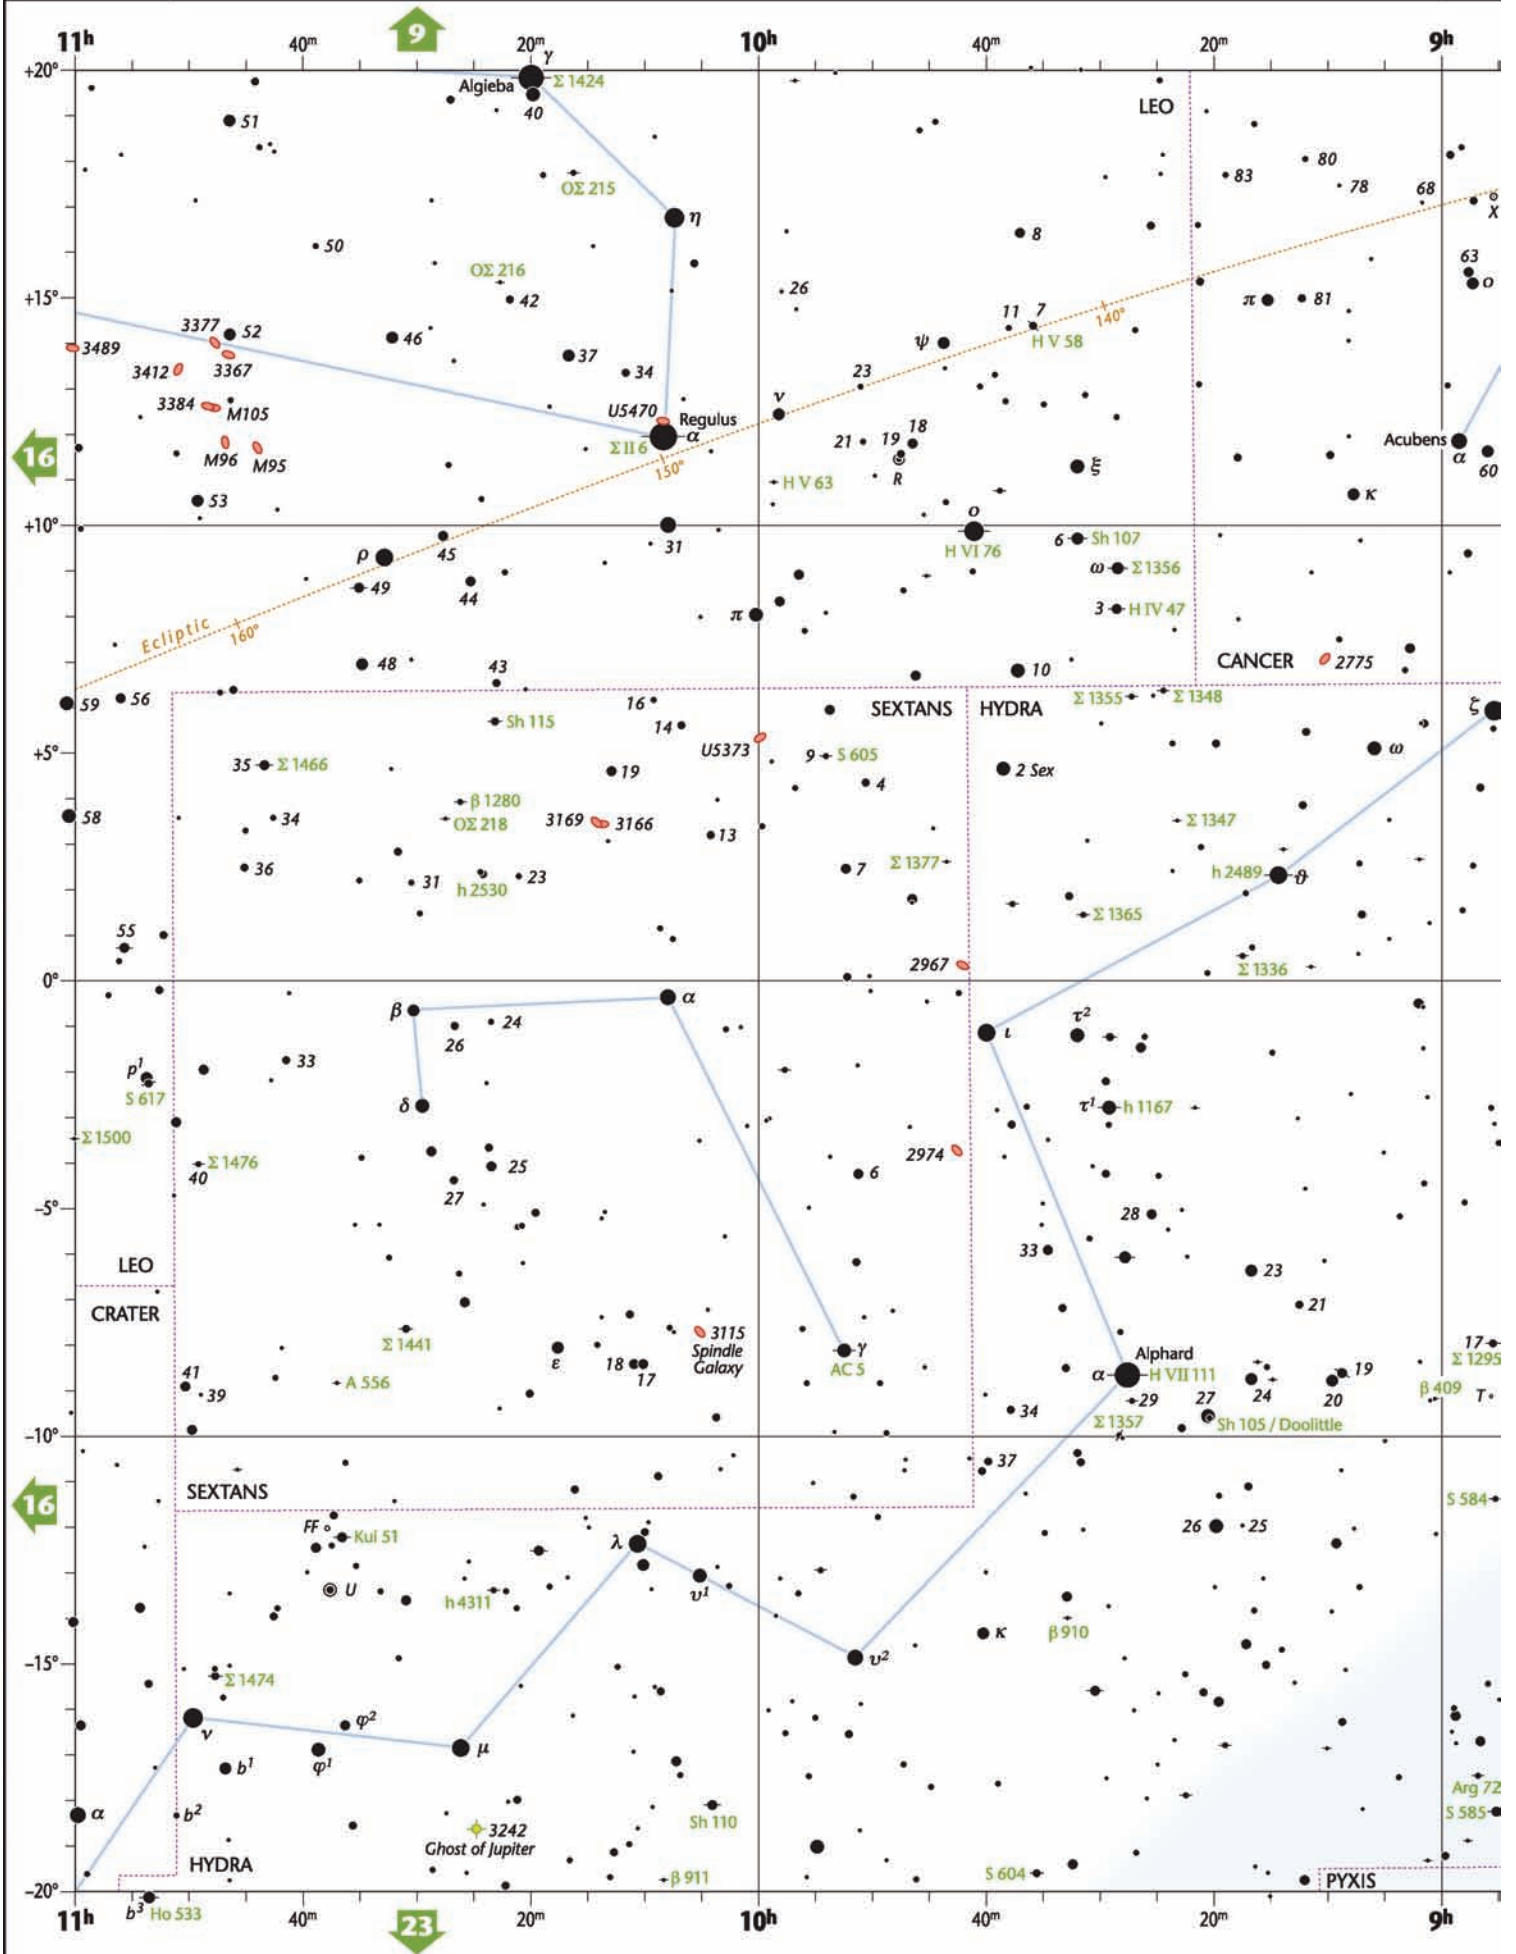 9
11h 40m 20m 10h 40m 20m 9h
+20°
γ
Algieba Σ 1424
40
LEO
51
80
OΣ 215 83 78 68
χ
η
50 8
OΣ 216 63
26 ο
+15° 42 π 81
11 7 140°
3377 52 46 ψ H V 58
3489 37
3412 3367 34 23
3384 M105 U5470 Regulus ν
α 21 19 18 Acubens
16 M96 M95 Σ II 6 R ξ α
150° H V 63 60
53 κ
ο
+10°
ρ 45 31 H VI 76 6 Sh 107
49 ω Σ 1356
44
π 3 H IV 47
Ecliptic 160°
48 43 10 CANCER 2775
59 56
16 SEXTANS HYDRA Σ 1355 Σ 1348 ζ
Sh 115 14
+5° U5373 9 S 605 ω
35 Σ 1466 19 4 2 Sex
β 1280
58 34 OΣ 218 3169 3166 13 Σ 1347
36 31 23 7 Σ 1377 h 2489 θ
h 2530
Σ 1365
55
2967 Σ 1336
0°
β α
26 24 ι τ2
33
p1
S 617 δ τ1 h 1167
Σ 1500
Σ 1476 25 6 2974
40
27
−5° 28
33
LEO 23
CRATER 21
Σ 1441 3115 γ Alphard 17
ε 18 Spindle AC 5 α H VII 111 Σ 1295
41 17 Galaxy 19
39 A 556 29 27 24 20 β 409 T
34 Σ 1357 Sh 105 / Doolittle
−10°
37
16 SEXTANS S 584
FF Kui 51 λ 26 25
U υ1
h 4311
κ β 910
−15° υ2
Σ 1474
ν φ2
μ
b1 φ1
Arg 72
α b2 Sh 110 S 585
3242
Ghost of Jupiter
HYDRA β 911 S 604
PYXIS
−20°
b3 Ho 533
11h 40m 20m 10h 40m 20m 9h
23